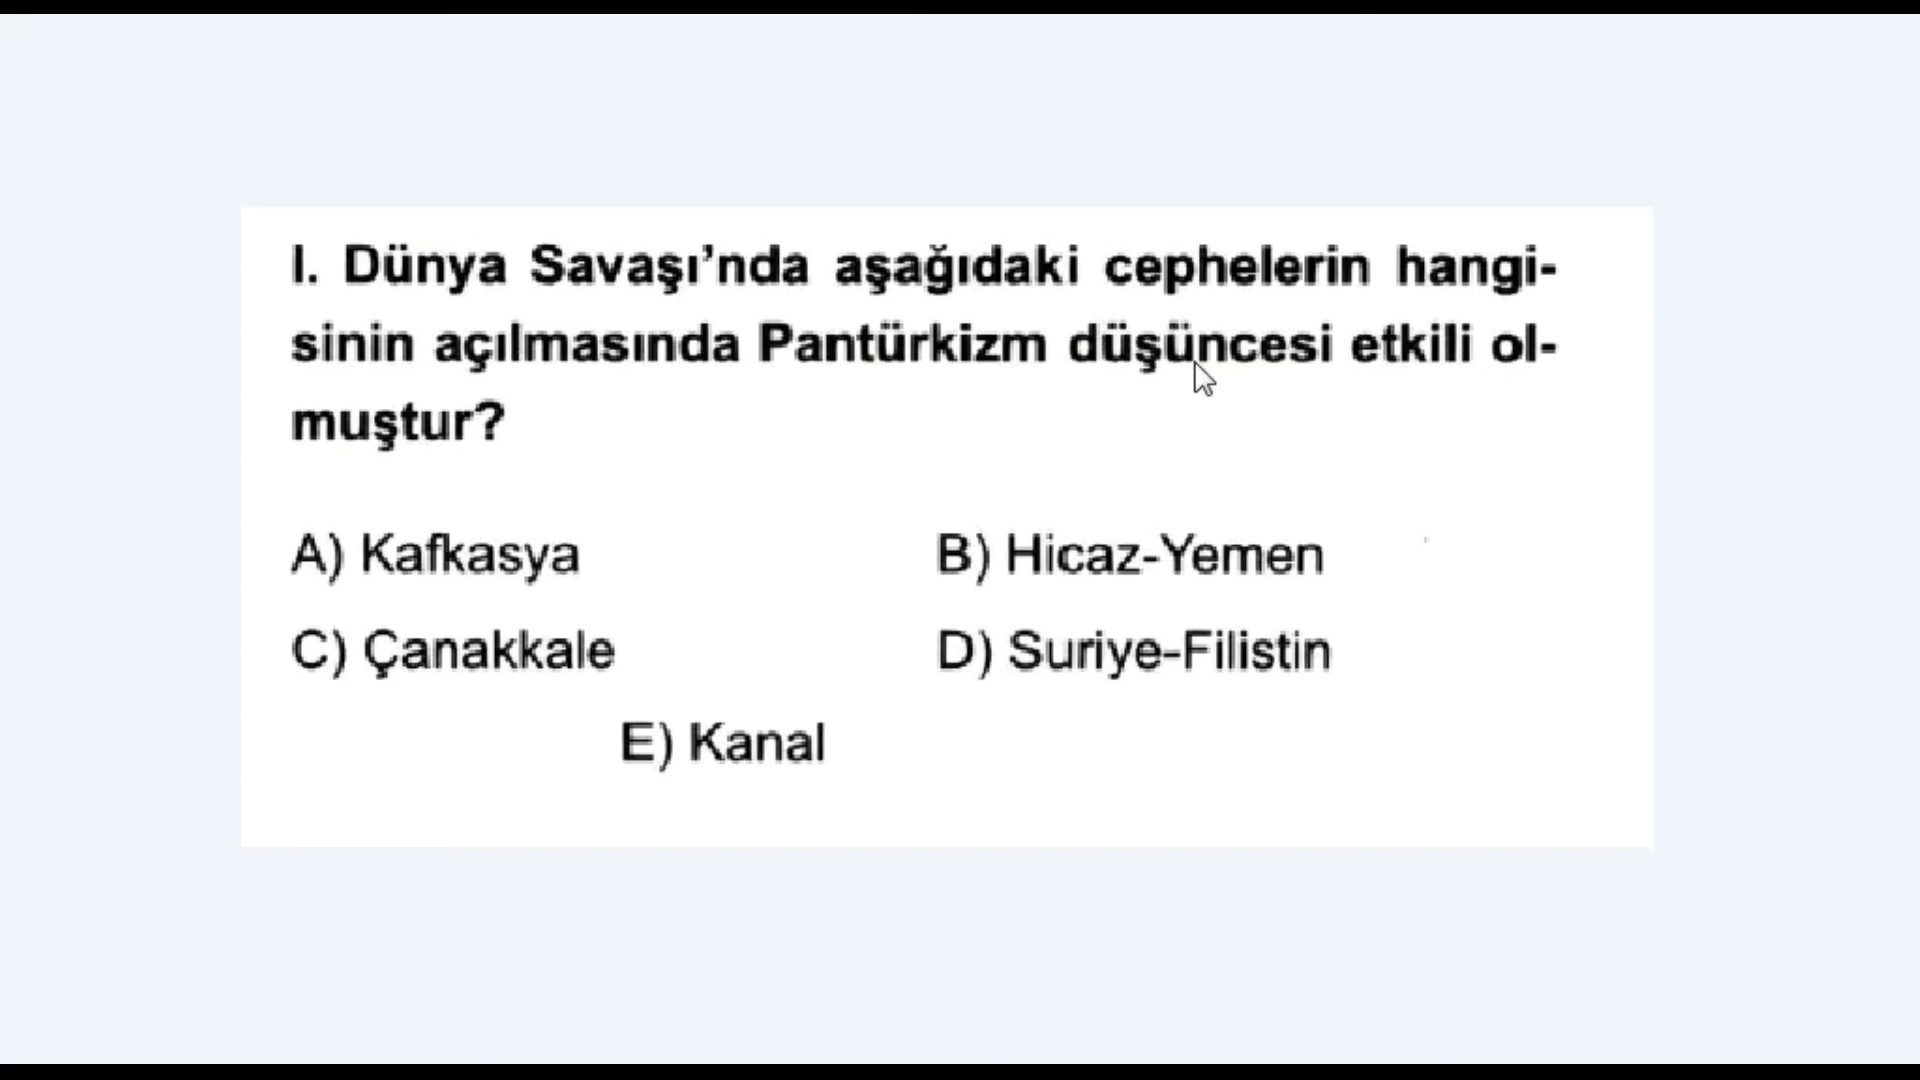 I. Dünya Savaşı’nda aşağıdaki cephelerin hangi-
sinin açılmasında Pantürkizm düşüncesi etkili ol-
muştur?
A) Kafkasya
B) Hicaz-Yemen
C) Çanakkale
D) Suriye-Filistin
E) Kanal